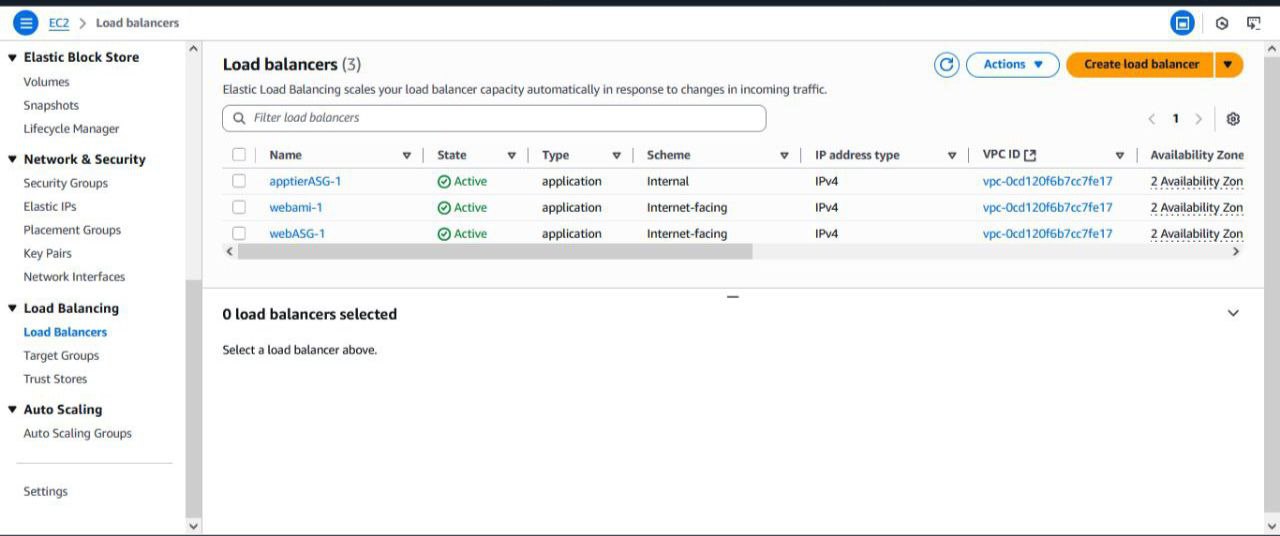 EC2 > Load balancers
Elastic Block Store
Volumes
Snapshots
Lifecycle Manager
Network & Security
Security Groups
Elastic IPs
Placement Groups
Key Pairs
Network Interfaces
Load Balancing
Load Balancers
Target Groups
Trust Stores
Auto Scaling
Auto Scaling Groups
Settings
Load balancers (3)
Actions
Create load balancer
Elastic Load Balancing scales your load balancer capacity automatically in response to changes in incoming traffic.
Filter load balancers
1
Name State Type Scheme IP address type VPC ID Availability Zone
apptierASG-1 Active application Internal IPv4 vpc-0cd120f6b7cc7fe17 2 Availability Zon
webami-1 Active application Internet-facing IPv4 vpc-0cd120f6b7cc7fe17 2 Availability Zon
webASG-1 Active application Internet-facing IPv4 vpc-0cd120f6b7cc7fe17 2 Availability Zon
0 load balancers selected
Select a load balancer above.